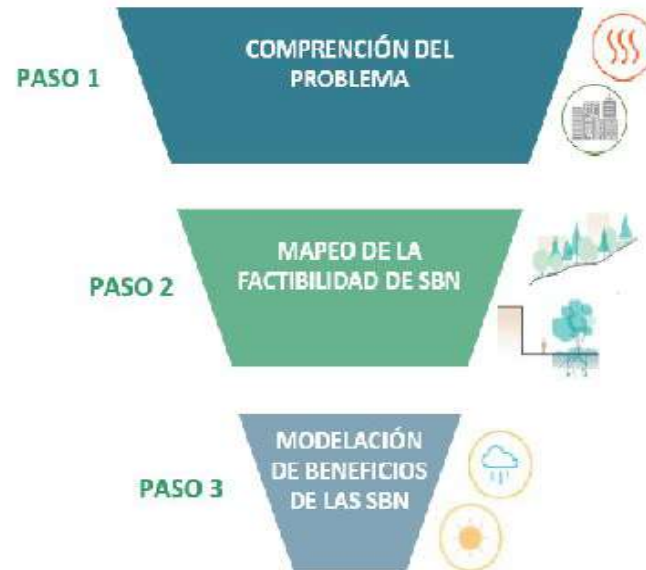 COMPRENCIÓN DEL
PROBLEMA
PASO 1
MAPEO DE LA
FACTIBILIDAD DE SBN
PASO 2
MODELACIÓN
DE BENEFICIOS
DE LAS SBN
PASO 3